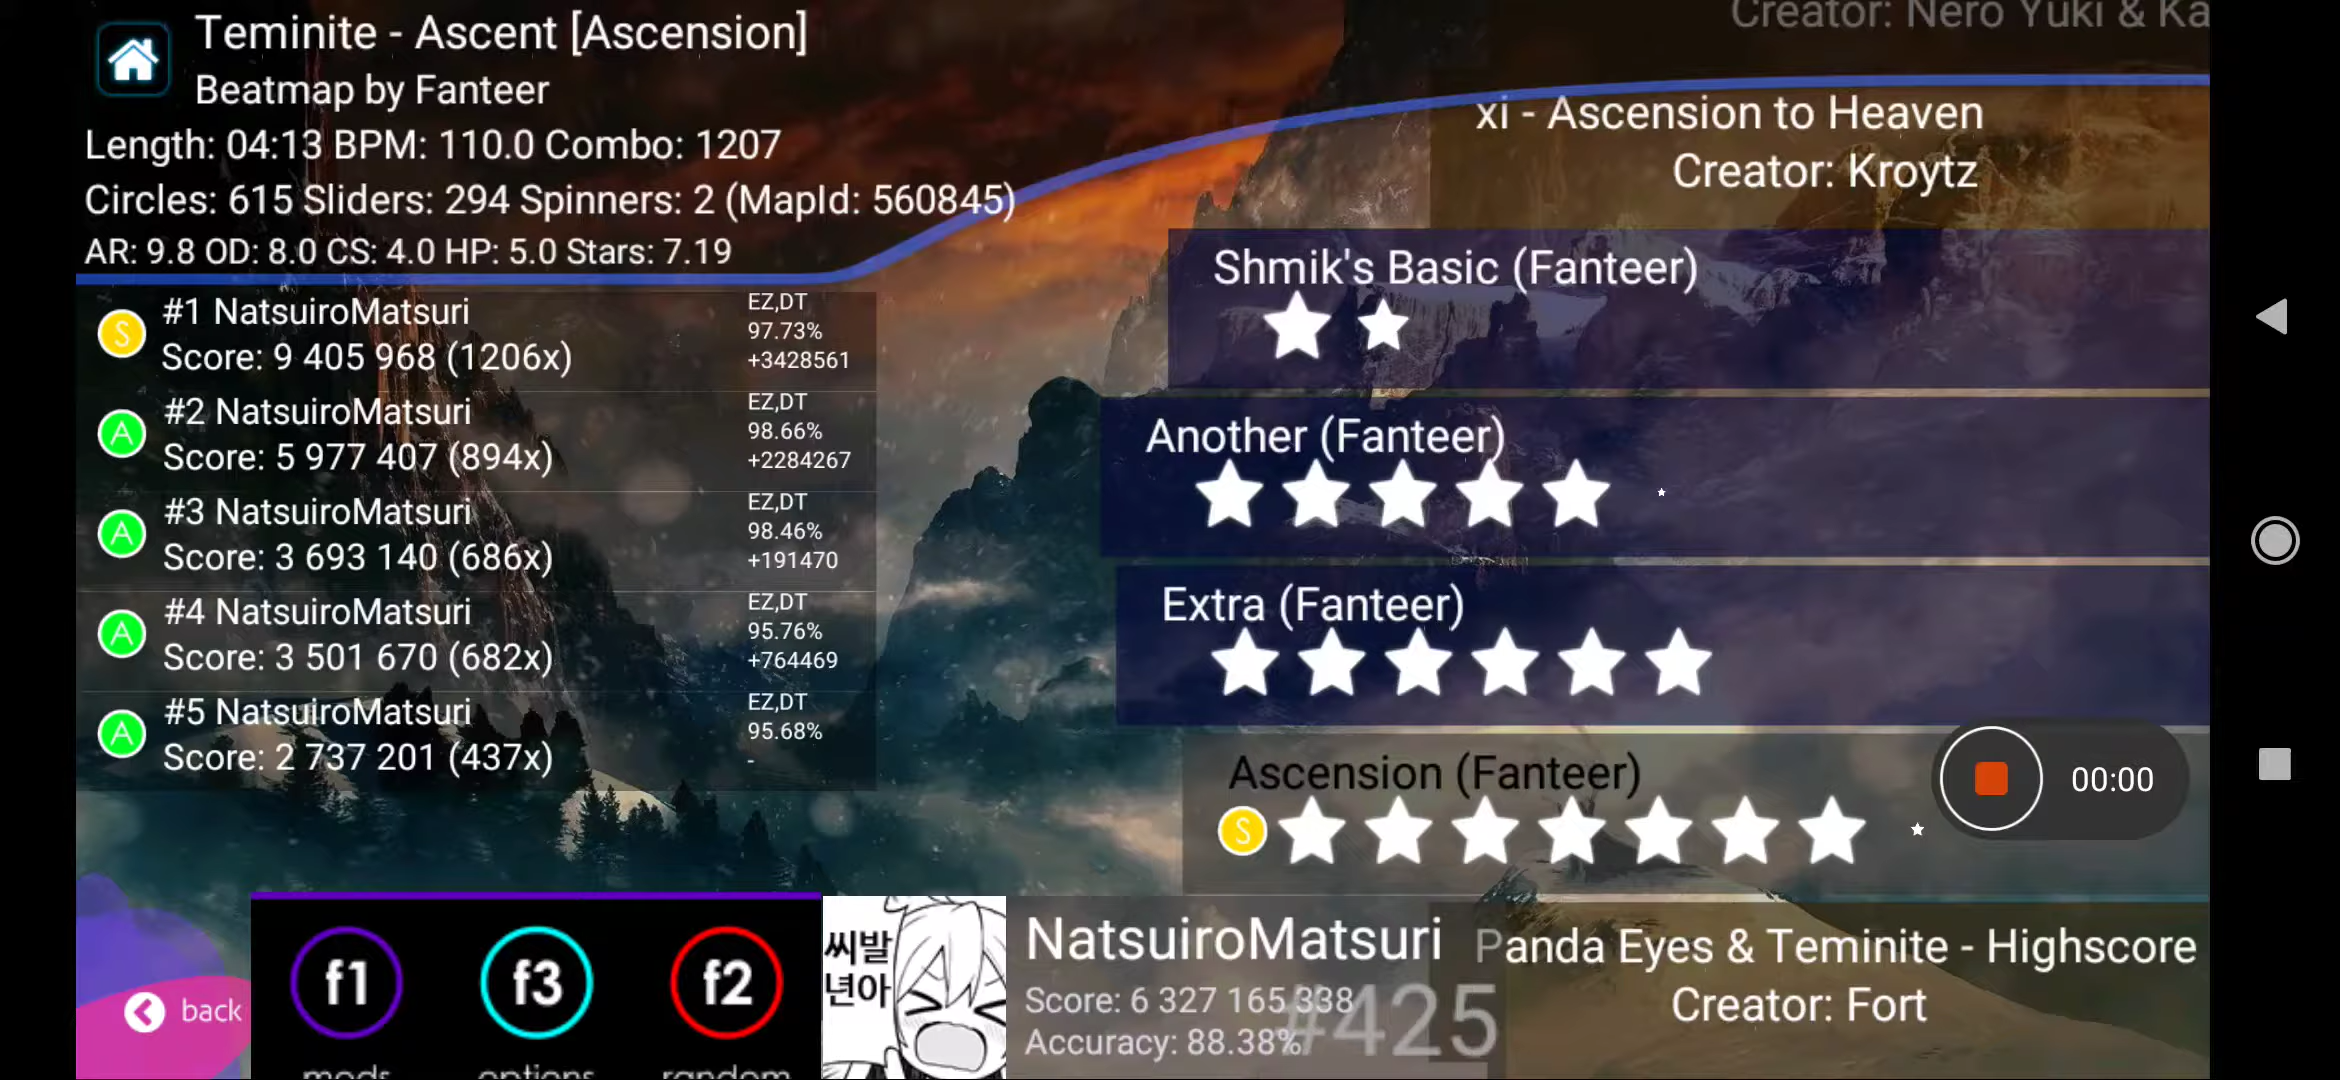 Teminite - Ascent [Ascension]
Beatmap by Fanteer
Length: 04:13 BPM: 110.0 Combo: 1207
Circles: 615 Sliders: 294 Spinners: 2 (MapId: 560845)
AR: 9.8 OD: 8.0 CS: 4.0 HP: 5.0 Stars: 7.19
S
#1 NatsuiroMatsuri
Score: 9 405 968 (1206x)
EZ,DT
97.73%
+3428561
A
#2 NatsuiroMatsuri
Score: 5 977 407 (894x)
EZ,DT
98.66%
+2284267
A
#3 NatsuiroMatsuri
Score: 3 693 140 (686x)
EZ,DT
98.46%
+191470
A
#4 NatsuiroMatsuri
Score: 3 501 670 (682x)
EZ,DT
95.76%
+764469
A
#5 NatsuiroMatsuri
Score: 2 737 201 (437x)
EZ,DT
95.68%
-
Creator: Nero Yuki & Ka
xi - Ascension to Heaven
Creator: Kroytz
Shmik's Basic (Fanteer)
Another (Fanteer)
Extra (Fanteer)
Ascension (Fanteer)
S
00:00
Panda Eyes & Teminite - Highscore
Creator: Fort
back
f1
mods
f3
options
f2
random
씨발
년아
NatsuiroMatsuri
Score: 6 327 165 338
Accuracy: 88.38%
#425